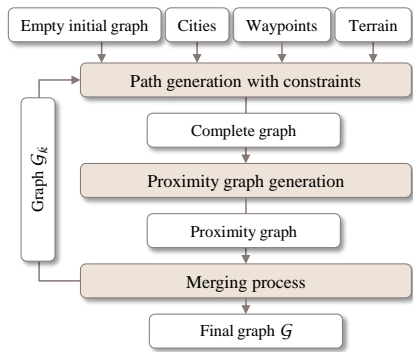 Empty initial graph
Cities
Waypoints
Terrain
Path generation with constraints
Complete graph
Graph 𝒢ₖ
Proximity graph generation
Proximity graph
Merging process
Final graph 𝒢